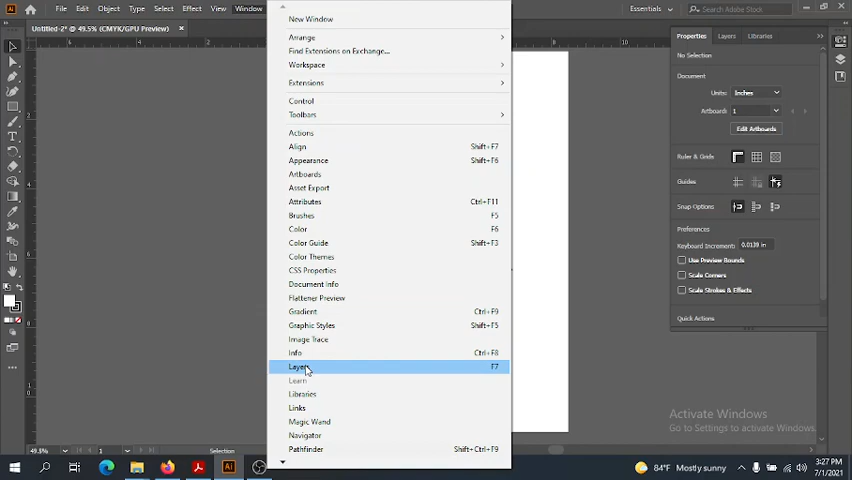 Ai File Edit Object Type Select Effect Window Essentials Search Adobe Stock
Untitled-2* @ 49.5% (CMYK/GPU Preview) ×
New Window
Arrange
Find Extensions on Exchange...
Workspace
Extensions
Control
Toolbars
Actions
Align Shift+F7
Appearance Shift+F6
Artboards
Asset Export
Attributes Ctrl+F11
Brushes F5
Color F6
Color Guide Shift+F3
Color Themes
CSS Properties
Document Info
Flattener Preview
Gradient Ctrl+F9
Graphic Styles Shift+F5
Image Trace
Info Ctrl+F8
Layers F7
Learn
Libraries
Links
Magic Wand
Navigator
Pathfinder Shift+Ctrl+F9
Properties Layers Libraries
No Selection
Document
Units: Inches
Artboard: 1
Edit Artboards
Ruler & Grids
Guides
Snap Options
Preferences
Keyboard Increment: 0.0139 in
Use Preview Bounds
Scale Corners
Scale Strokes & Effects
Quick Actions
Activate Windows
Go to Settings to activate Windows.
49.5% 1 Selection
Ai 84°F Mostly sunny 3:27 PM
7/1/2021